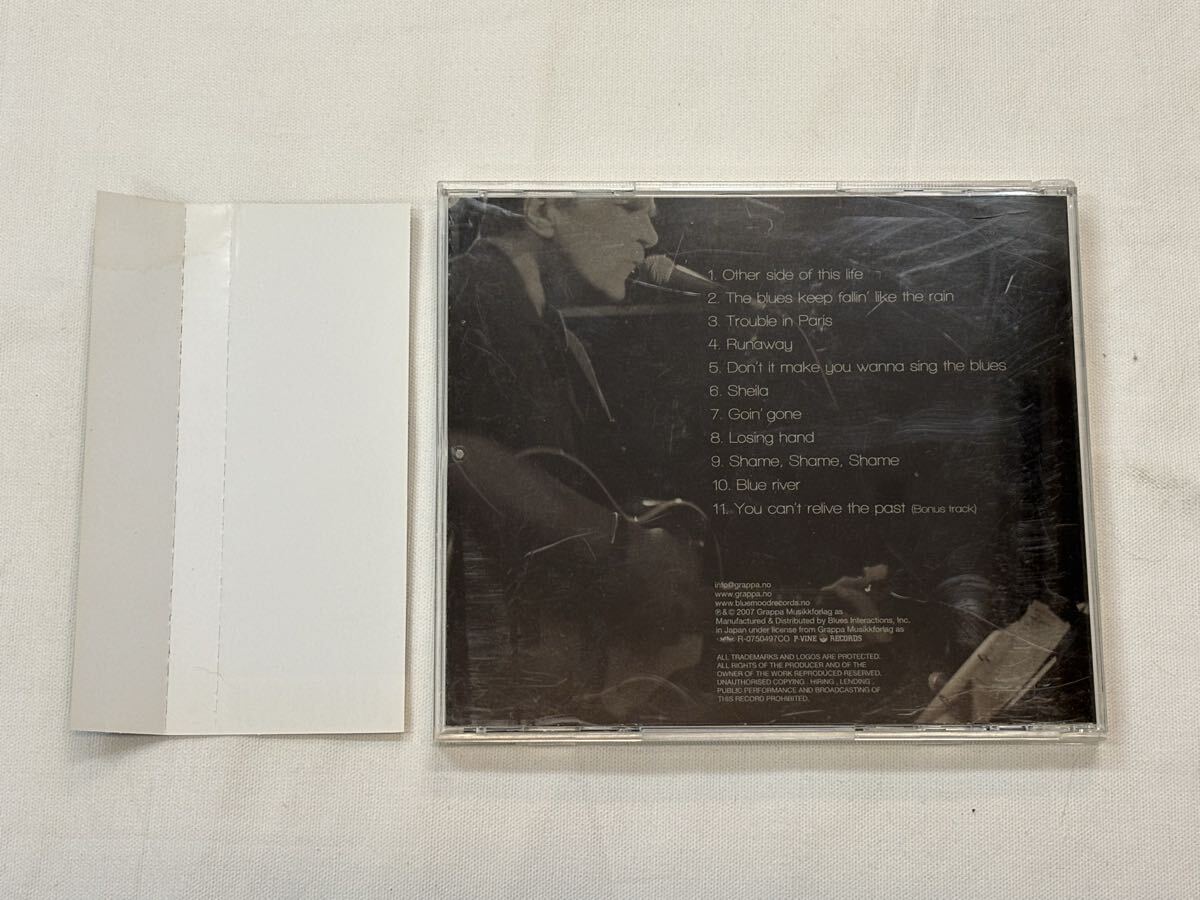 1. Other side of this life
2. The blues keep fallin' like the rain
3. Trouble in Paris
4. Runaway
5. Don't it make you wanna sing the blues
6. Sheila
7. Goin' gone
8. Losing hand
9. Shame, Shame, Shame
10. Blue river
11. You can't relive the past (Bonus track)
info@grappa.no
www.grappa.no
www.bluemoodrecords.no
℗ & © 2007 Grappa Musikkforlag as
Manufactured & Distributed by Blues Interactions, Inc.
in Japan under license from Grappa Musikkforlag as
R-0750497CO P-VINE RECORDS
ALL TRADEMARKS AND LOGOS ARE PROTECTED.
ALL RIGHTS OF THE PRODUCER AND OF THE
OWNER OF THE WORK REPRODUCED RESERVED.
UNAUTHORISED COPYING . HIRING , LENDING .
PUBLIC PERFORMANCE AND BROADCASTING OF
THIS RECORD PROHIBITED.